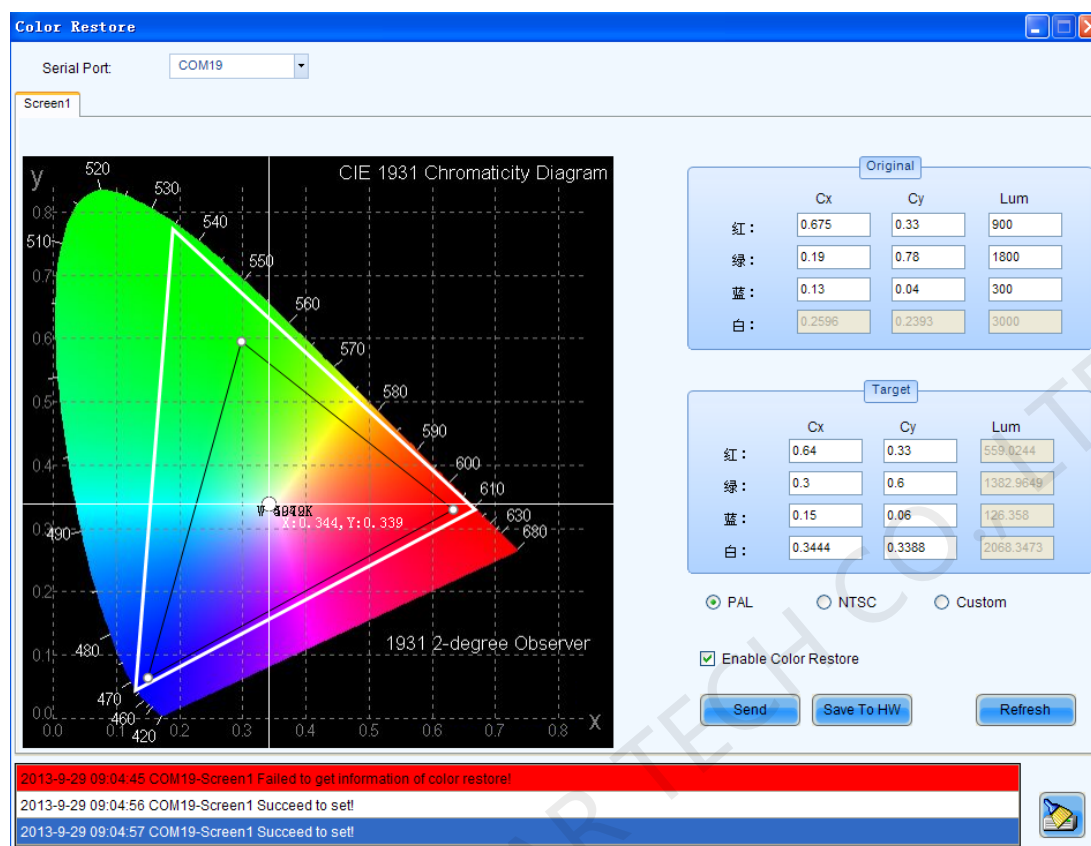 Color Restore
Serial Port: COM19
Screen1
CIE 1931 Chromaticity Diagram
y
520
530
540
0.8
510
550
0.7
560
0.6
570
0.5
580
590
0.4
600
610
X:0.344,Y:0.339
0.3
630
490
680
0.2
1931 2-degree Observer
0.1
480
470
460
0.0
420
0.0 0.1 0.2 0.3 0.4 0.5 0.6 0.7 0.8 X
Original
Cx Cy Lum
红: 0.675 0.33 900
绿: 0.19 0.78 1800
蓝: 0.13 0.04 300
白: 0.2596 0.2393 3000
Target
Cx Cy Lum
红: 0.64 0.33 559.0244
绿: 0.3 0.6 1382.9649
蓝: 0.15 0.06 126.358
白: 0.3444 0.3388 2068.3473
PAL NTSC Custom
Enable Color Restore
Send Save To HW Refresh
2013-9-29 09:04:45 COM19-Screen1 Failed to get information of color restore!
2013-9-29 09:04:56 COM19-Screen1 Succeed to set!
2013-9-29 09:04:57 COM19-Screen1 Succeed to set!
TECH CO., LT